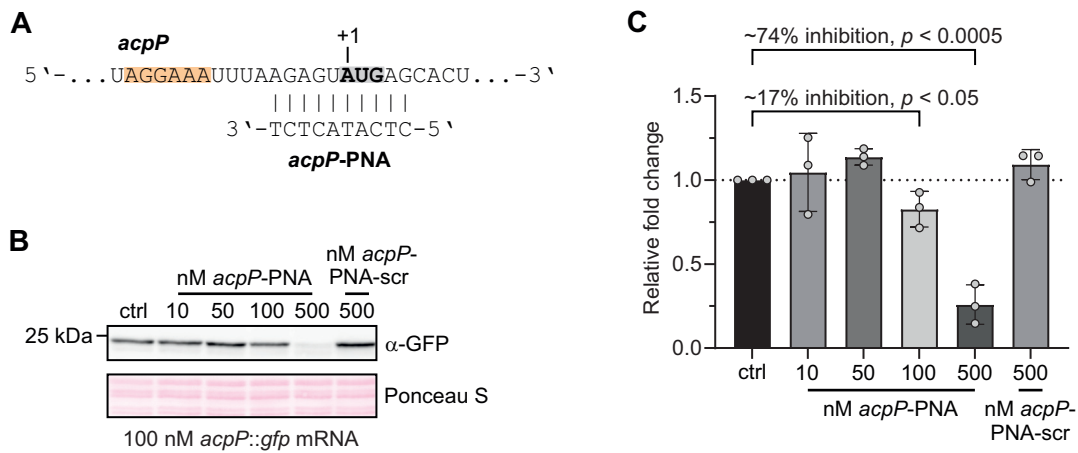 A
acpP
+1
5‘-...UAGGAAAUUUAAGAGUAUGAGCACU...-3‘
3‘-TCTCATACTC-5‘
acpP-PNA
B
nM acpP-PNA
nM acpP-
PNA-scr
ctrl 10 50 100 500 500
25 kDa
α-GFP
Ponceau S
100 nM acpP::gfp mRNA
C
~74% inhibition, p < 0.0005
~17% inhibition, p < 0.05
Relative fold change
1.5
1.0
0.5
0.0
ctrl 10 50 100 500 500
nM acpP-PNA
nM acpP-
PNA-scr